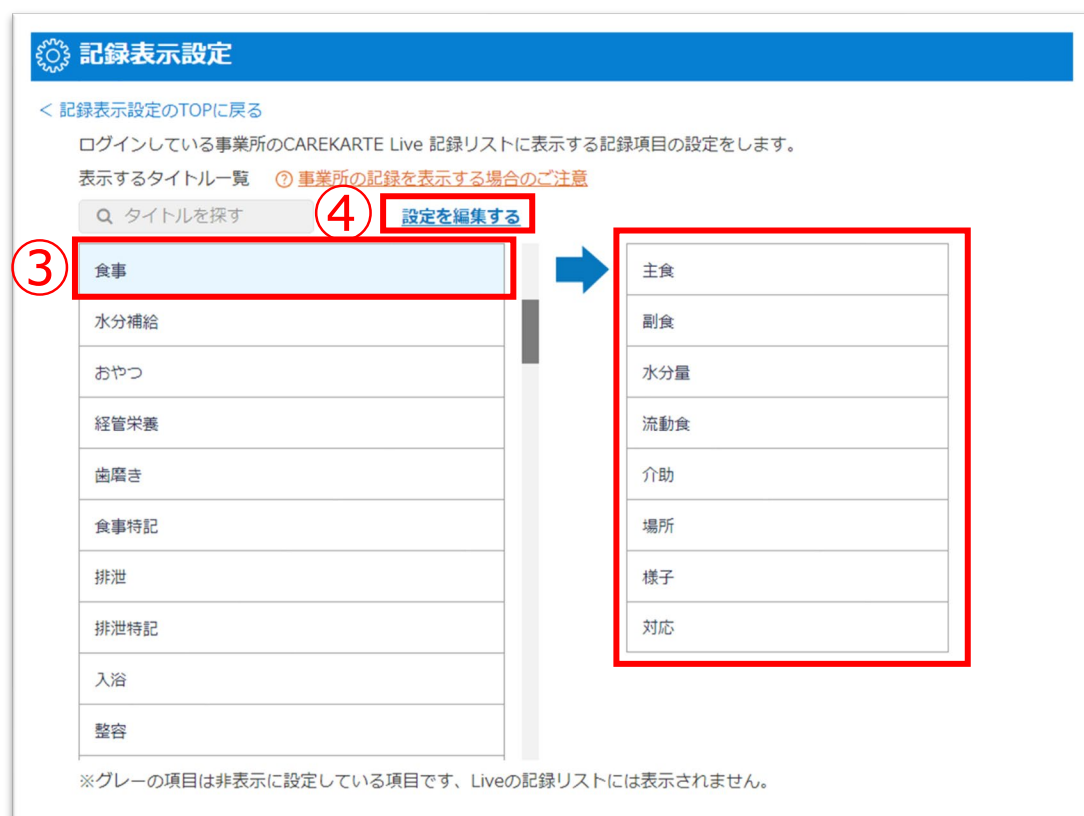 記録表示設定
< 記録表示設定のTOPに戻る
ログインしている事業所のCAREKARTE Live 記録リストに表示する記録項目の設定をします。
表示するタイトル一覧 ? 事業所の記録を表示する場合のご注意
タイトルを探す ④ 設定を編集する
③ 食事
水分補給
おやつ
経管栄養
歯磨き
食事特記
排泄
排泄特記
入浴
整容
主食
副食
水分量
流動食
介助
場所
様子
対応
※グレーの項目は非表示に設定している項目です、Liveの記録リストには表示されません。